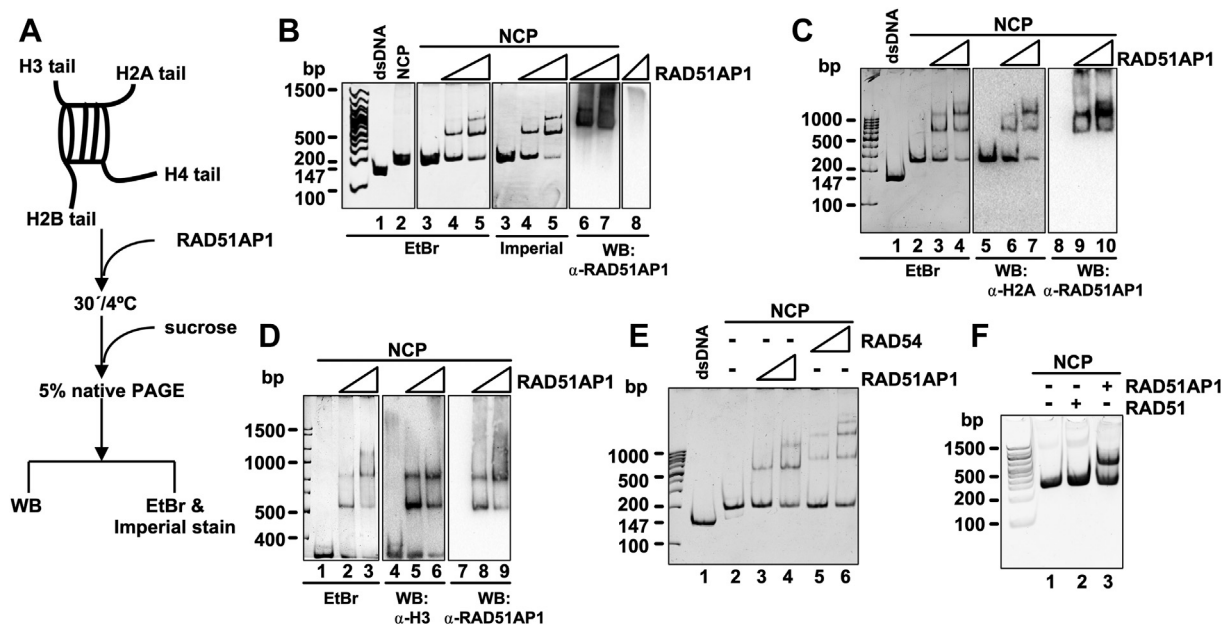 A
H3 tail
H2A tail
H4 tail
H2B tail
RAD51AP1
30´/4ºC
sucrose
5% native PAGE
WB
EtBr &
Imperial stain
B
NCP
dsDNA
NCP
RAD51AP1
bp
1500
500
200
147
100
1 2 3 4 5 3 4 5 6 7 8
EtBr Imperial WB:
α-RAD51AP1
C
NCP
dsDNA
RAD51AP1
bp
1000
500
200
147
100
1 2 3 4 5 6 7 8 9 10
EtBr WB: WB:
α-H2A α-RAD51AP1
D
NCP
RAD51AP1
bp
1500
1000
500
400
1 2 3 4 5 6 7 8 9
EtBr WB: WB:
α-H3 α-RAD51AP1
E
NCP
dsDNA
- - - RAD54
- - - RAD51AP1
bp
1000
500
200
147
100
1 2 3 4 5 6
F
NCP
- - + RAD51AP1
- + - RAD51
bp
1500
500
200
100
1 2 3